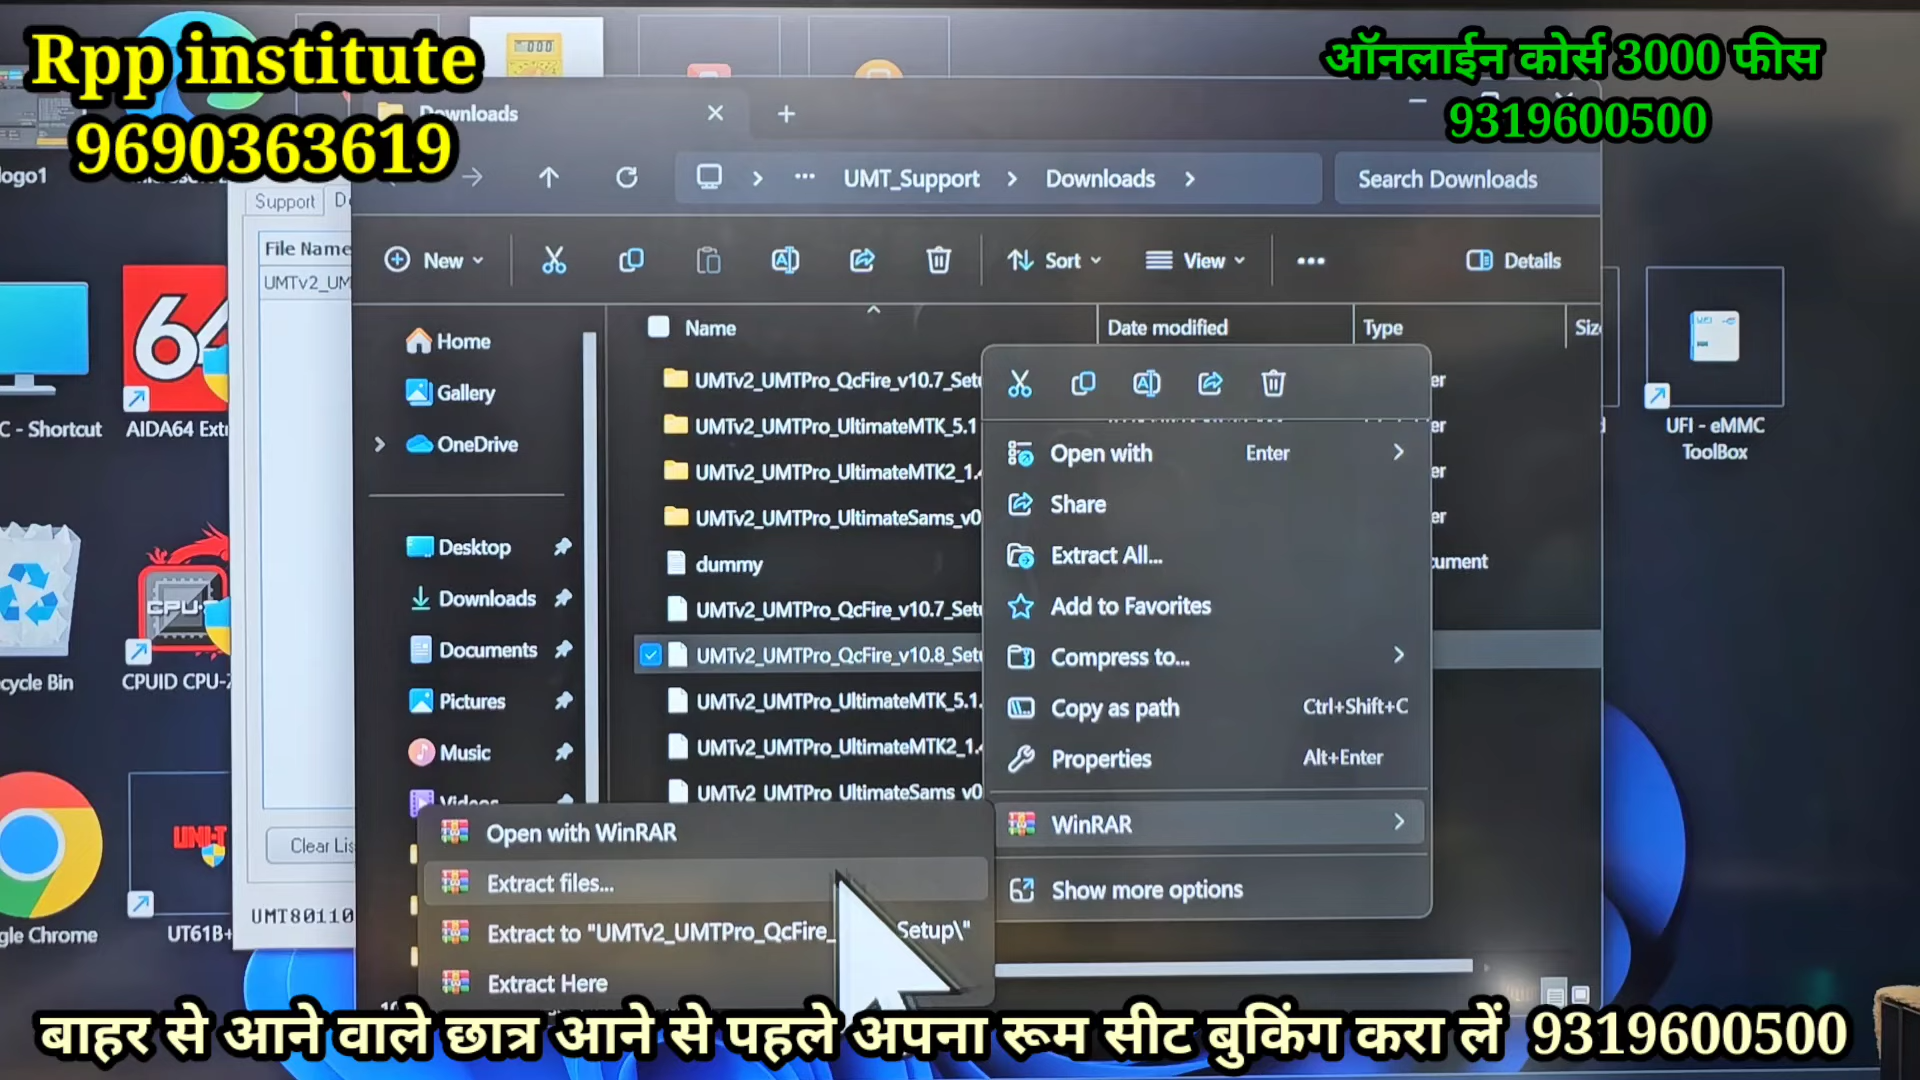 Rpp institute
9690363619
ऑनलाईन कोर्स 3000 फीस
9319600500
Downloads
UMT_Support
Downloads
Search Downloads
Support
File Name
New
Sort
View
Details
Name
Date modified
Type
Home
Gallery
OneDrive
Desktop
Downloads
Documents
Pictures
Music
Videos
UMTv2_UMTPro_QcFire_v10.7_Setu
UMTv2_UMTPro_UltimateMTK_5.1
UMTv2_UMTPro_UltimateMTK2_1.4
UMTv2_UMTPro_UltimateSams_v0
dummy
UMTv2_UMTPro_QcFire_v10.7_Setu
UMTv2_UMTPro_QcFire_v10.8_Setu
UMTv2_UMTPro_UltimateMTK_5.1.
UMTv2_UMTPro_UltimateMTK2_1.4
UMTv2_UMTPro_UltimateSams_v0
Open with Enter
Share
Extract All...
Add to Favorites
Compress to...
Copy as path Ctrl+Shift+C
Properties Alt+Enter
WinRAR
Show more options
Open with WinRAR
Extract files...
Extract to "UMTv2_UMTPro_QcFire_ Setup\"
Extract Here
logo1
C - Shortcut
64
AIDA64 Extr
cycle Bin
CPUID CPU-Z
gle Chrome
UNI-T
UT61B+
Clear Lis
UMT80110
UFI - eMMC
ToolBox
बाहर से आने वाले छात्र आने से पहले अपना रूम सीट बुकिंग करा लें 9319600500